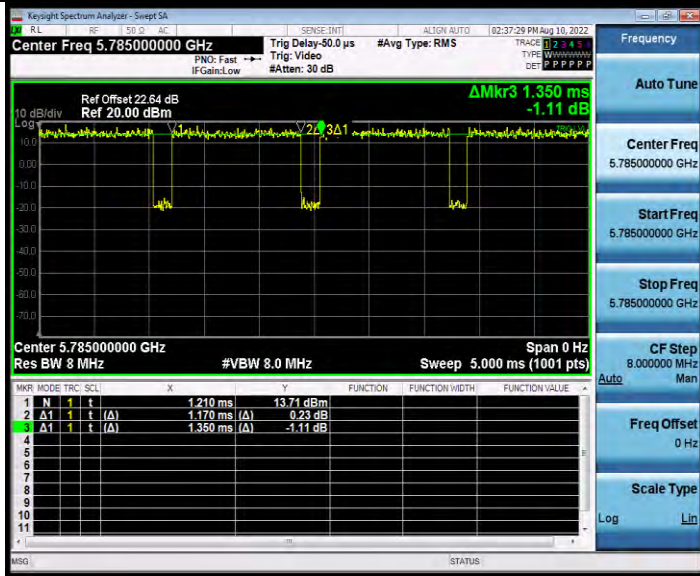 Keysight Spectrum Analyzer - Swept SA
RL RF 50 Ω AC SENSE:INT ALIGN AUTO 02:37:29 PM Aug 10, 2022
Center Freq 5.785000000 GHz
PNO: Fast
IFGain:Low
Trig Delay-50.0 µs
Trig: Video
#Atten: 30 dB
#Avg Type: RMS
TRACE 1 2 3 4 5 6
TYPE
DET P P P P P P
ΔMkr3 1.350 ms
-1.11 dB
Ref Offset 22.64 dB
10 dB/div Ref 20.00 dBm
Log
1 2Δ1 3Δ1
10.0
0.00
-10.0
-20.0
-30.0
-40.0
-50.0
-60.0
-70.0
Center 5.785000000 GHz Span 0 Hz
Res BW 8 MHz #VBW 8.0 MHz Sweep 5.000 ms (1001 pts)
MKR MODE TRC SCL X Y FUNCTION FUNCTION WIDTH FUNCTION VALUE
1 N 1 t 1.210 ms 13.71 dBm
2 Δ1 1 t (Δ) 1.170 ms (Δ) 0.23 dB
3 Δ1 1 t (Δ) 1.350 ms (Δ) -1.11 dB
4
5
6
7
8
9
10
11
MSG STATUS
Frequency
Auto Tune
Center Freq
5.785000000 GHz
Start Freq
5.785000000 GHz
Stop Freq
5.785000000 GHz
CF Step
8.000000 MHz
Auto Man
Freq Offset
0 Hz
Scale Type
Log Lin